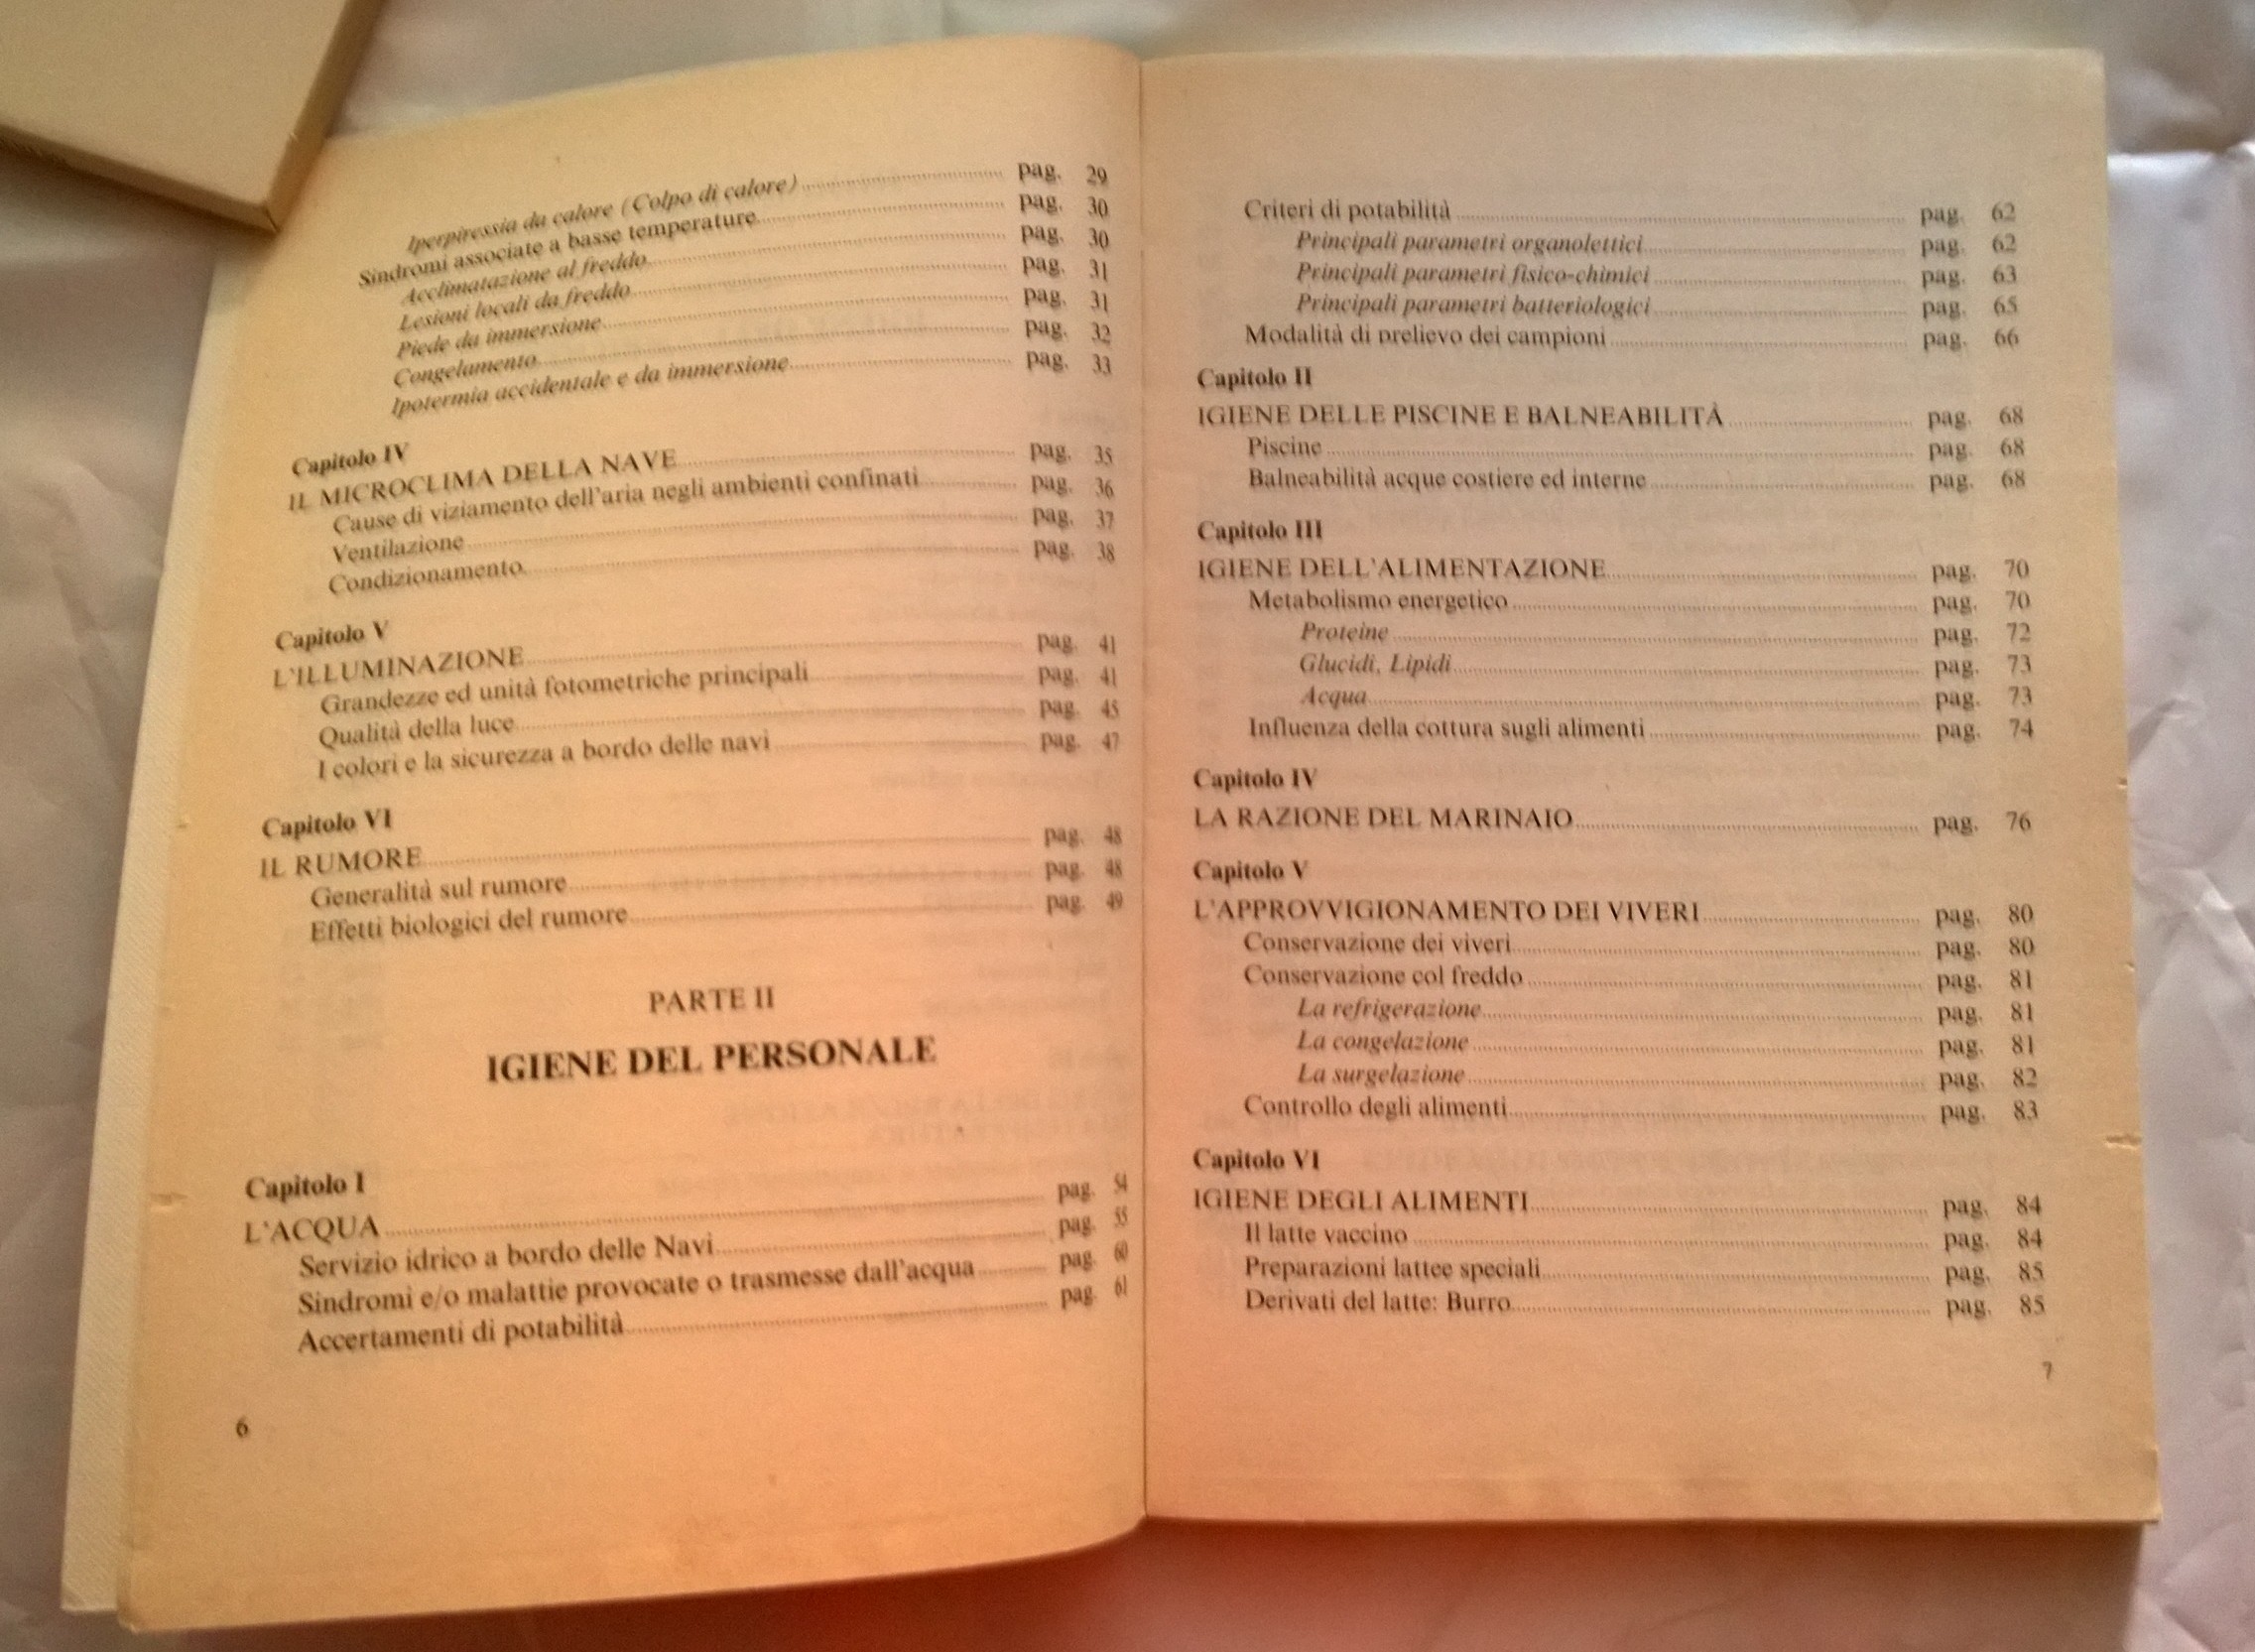 Iperpiressia da calore (Colpo di calore) pag. 29
Sindromi associate a basse temperature pag. 30
Acclimatazione al freddo pag. 30
Lesioni locali da freddo pag. 31
Piede da immersione pag. 31
Congelamento pag. 32
Ipotermia accidentale e da immersione pag. 33
Capitolo IV
IL MICROCLIMA DELLA NAVE pag. 35
Cause di viziamento dell'aria negli ambienti confinati pag. 36
Ventilazione pag. 37
Condizionamento pag. 38
Capitolo V
L'ILLUMINAZIONE pag. 41
Grandezze ed unità fotometriche principali pag. 41
Qualità della luce pag. 45
I colori e la sicurezza a bordo delle navi pag. 47
Capitolo VI
IL RUMORE pag. 48
Generalità sul rumore pag. 48
Effetti biologici del rumore pag. 49
PARTE II
IGIENE DEL PERSONALE
Capitolo I
L'ACQUA pag. 54
Servizio idrico a bordo delle Navi pag. 55
Sindromi e/o malattie provocate o trasmesse dall'acqua pag. 60
Accertamenti di potabilità pag. 61
6
Criteri di potabilità pag. 62
Principali parametri organolettici pag. 62
Principali parametri fisico-chimici pag. 63
Principali parametri batteriologici pag. 65
Modalità di prelievo dei campioni pag. 66
Capitolo II
IGIENE DELLE PISCINE E BALNEABILITÀ pag. 68
Piscine pag. 68
Balneabilità acque costiere ed interne pag. 68
Capitolo III
IGIENE DELL'ALIMENTAZIONE pag. 70
Metabolismo energetico pag. 70
Proteine pag. 72
Glucidi, Lipidi pag. 73
Acqua pag. 73
Influenza della cottura sugli alimenti pag. 74
Capitolo IV
LA RAZIONE DEL MARINAIO pag. 76
Capitolo V
L'APPROVVIGIONAMENTO DEI VIVERI pag. 80
Conservazione dei viveri pag. 80
Conservazione col freddo pag. 81
La refrigerazione pag. 81
La congelazione pag. 81
La surgelazione pag. 82
Controllo degli alimenti pag. 83
Capitolo VI
IGIENE DEGLI ALIMENTI pag. 84
Il latte vaccino pag. 84
Preparazioni lattee speciali pag. 85
Derivati del latte: Burro pag. 85
7